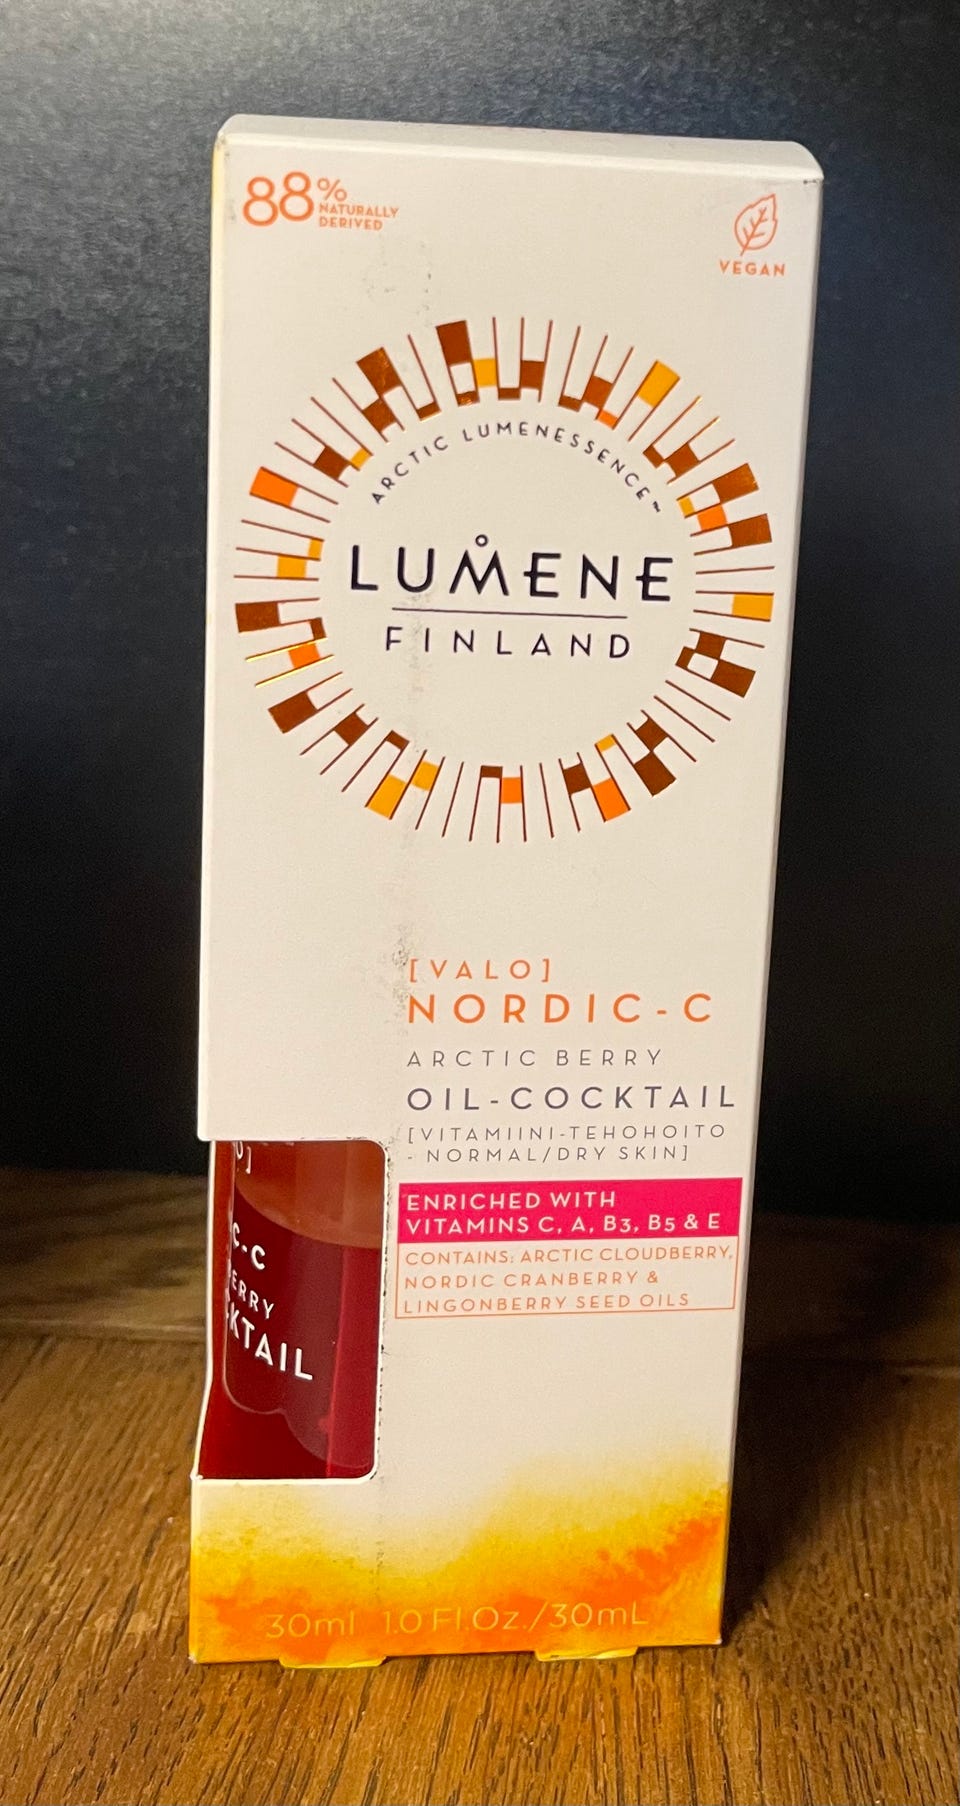 88%
NATURALLY
DERIVED
VEGAN
ARCTIC LUMENESSENCE™
LUMENE
FINLAND
[VALO]
NORDIC-C
ARCTIC BERRY
OIL-COCKTAIL
[VITAMIINI-TEHOHOITO
- NORMAL/DRY SKIN]
ENRICHED WITH
VITAMINS C, A, B3, B5 & E
CONTAINS: ARCTIC CLOUDBERRY,
NORDIC CRANBERRY &
LINGONBERRY SEED OILS
O]
C-C
ERRY
KTAIL
30ml 1.0 Fl.Oz./30mL